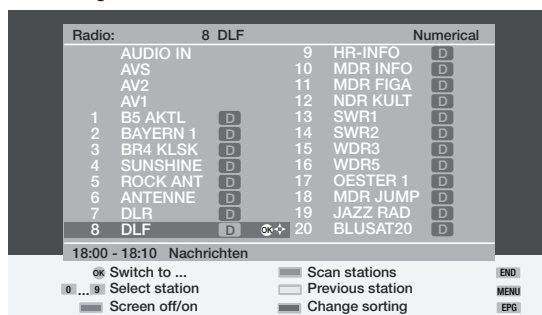 Radio: 8 DLF Numerical
AUDIO IN
AVS
AV2
AV1
1 B5 AKTL D
2 BAYERN 1 D
3 BR4 KLSK D
4 SUNSHINE D
5 ROCK ANT D
6 ANTENNE D
7 DLR D
8 DLF D OK
9 HR-INFO D
10 MDR INFO D
11 MDR FIGA D
12 NDR KULT D
13 SWR1 D
14 SWR2 D
15 WDR3 D
16 WDR5 D
17 OESTER 1 D
18 MDR JUMP D
19 JAZZ RAD D
20 BLUSAT20 D
18:00 - 18:10 Nachrichten
OK Switch to ... Scan stations END
0 ... 9 Select station Previous station MENU
Screen off/on Change sorting EPG